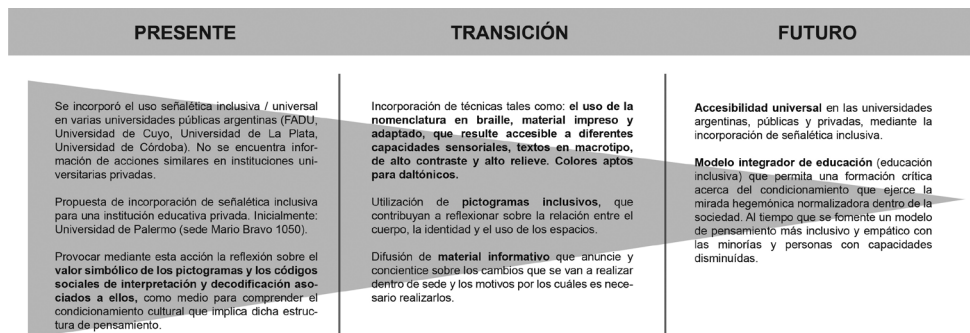 PRESENTE
TRANSICIÓN
FUTURO
Se incorporó el uso señalética inclusiva / universal
en varias universidades públicas argentinas (FADU,
Universidad de Cuyo, Universidad de La Plata,
Universidad de Córdoba). No se encuentra infor-
mación de acciones similares en instituciones uni-
versitarias privadas.
Propuesta de incorporación de señalética inclusiva
para una institución educativa privada. Inicialmente:
Universidad de Palermo (sede Mario Bravo 1050).
Provocar mediante esta acción la reflexión sobre el
valor simbólico de los pictogramas y los códigos
sociales de interpretación y decodificación aso-
ciados a ellos, como medio para comprender el
condicionamiento cultural que implica dicha estruc-
tura de pensamiento.
Incorporación de técnicas tales como: el uso de la
nomenclatura en braille, material impreso y
adaptado, que resulte accesible a diferentes
capacidades sensoriales, textos en macrotipo,
de alto contraste y alto relieve. Colores aptos
para daltónicos.
Utilización de pictogramas inclusivos, que
contribuyan a reflexionar sobre la relación entre el
cuerpo, la identidad y el uso de los espacios.
Difusión de material informativo que anuncie y
concientice sobre los cambios que se van a realizar
dentro de sede y los motivos por los cuáles es nece-
sario realizarlos.
Accesibilidad universal en las universidades
argentinas, públicas y privadas, mediante la
incorporación de señalética inclusiva.
Modelo integrador de educación (educación
inclusiva) que permita una formación crítica
acerca del condicionamiento que ejerce la
mirada hegemónica normalizadora dentro de la
sociedad. Al tiempo que se fomente un modelo
de pensamiento más inclusivo y empático con
las minorías y personas con capacidades
disminuídas.